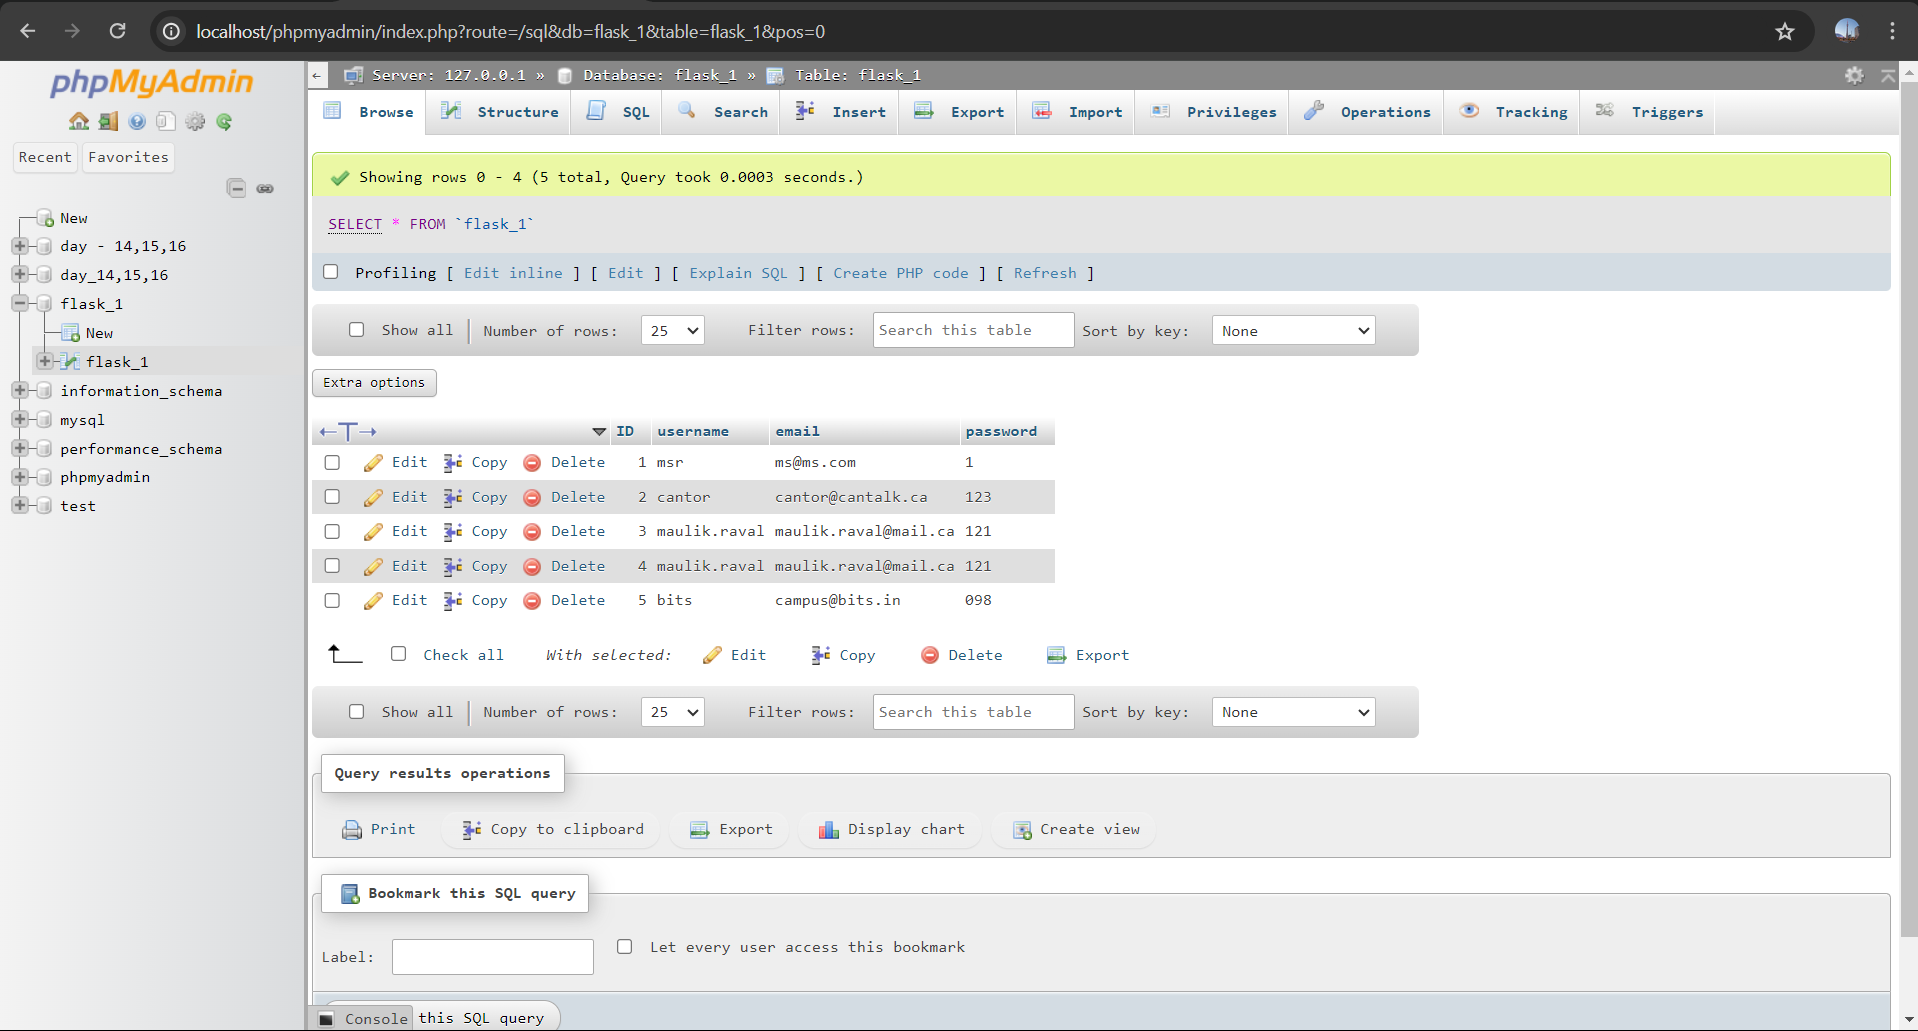 localhost/phpmyadmin/index.php?route=/sql&db=flask_1&table=flask_1&pos=0
phpMyAdmin
Recent Favorites
New
day - 14,15,16
day_14,15,16
flask_1
New
flask_1
information_schema
mysql
performance_schema
phpmyadmin
test
Server: 127.0.0.1 » Database: flask_1 » Table: flask_1
Browse Structure SQL Search Insert Export Import Privileges Operations Tracking Triggers
Showing rows 0 - 4 (5 total, Query took 0.0003 seconds.)
SELECT * FROM `flask_1`
Profiling [ Edit inline ] [ Edit ] [ Explain SQL ] [ Create PHP code ] [ Refresh ]
Show all Number of rows: 25 Filter rows: Search this table Sort by key: None
Extra options
ID username email password
Edit Copy Delete 1 msr ms@ms.com 1
Edit Copy Delete 2 cantor cantor@cantalk.ca 123
Edit Copy Delete 3 maulik.raval maulik.raval@mail.ca 121
Edit Copy Delete 4 maulik.raval maulik.raval@mail.ca 121
Edit Copy Delete 5 bits campus@bits.in 098
Check all With selected: Edit Copy Delete Export
Show all Number of rows: 25 Filter rows: Search this table Sort by key: None
Query results operations
Print Copy to clipboard Export Display chart Create view
Bookmark this SQL query
Label: Let every user access this bookmark
Console this SQL query